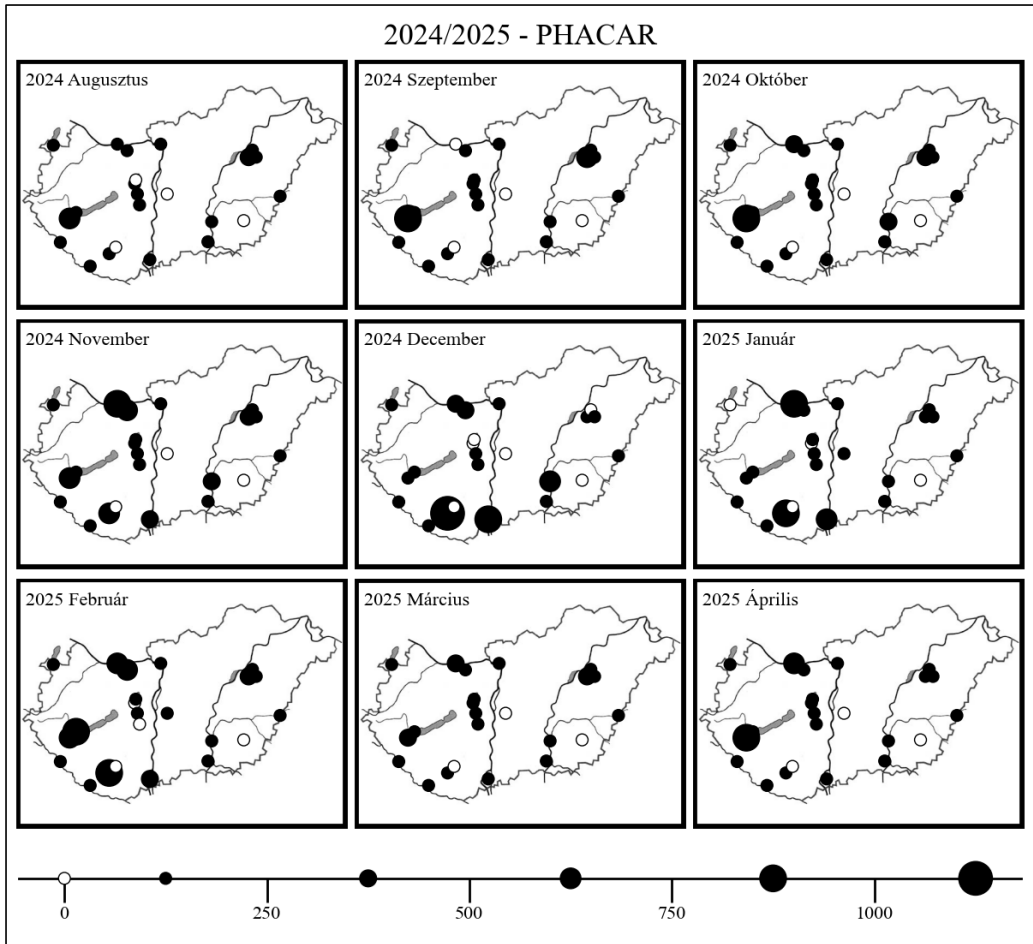 2024/2025 - PHACAR
2024 Augusztus
2024 Szeptember
2024 Október
2024 November
2024 December
2025 Január
2025 Február
2025 Március
2025 Április
0 250 500 750 1000